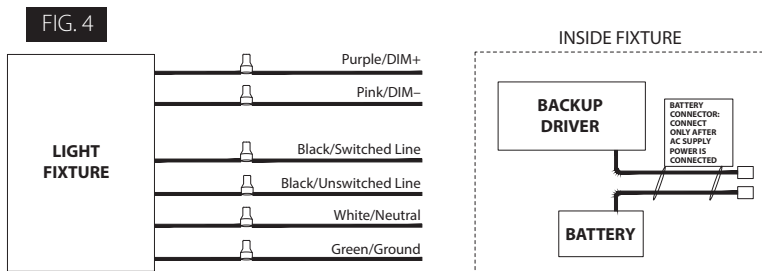 FIG. 4
LIGHT
FIXTURE
Purple/DIM+
Pink/DIM–
Black/Switched Line
Black/Unswitched Line
White/Neutral
Green/Ground
INSIDE FIXTURE
BACKUP
DRIVER
BATTERY
CONNECTOR:
CONNECT
ONLY AFTER
AC SUPPLY
POWER IS
CONNECTED
BATTERY